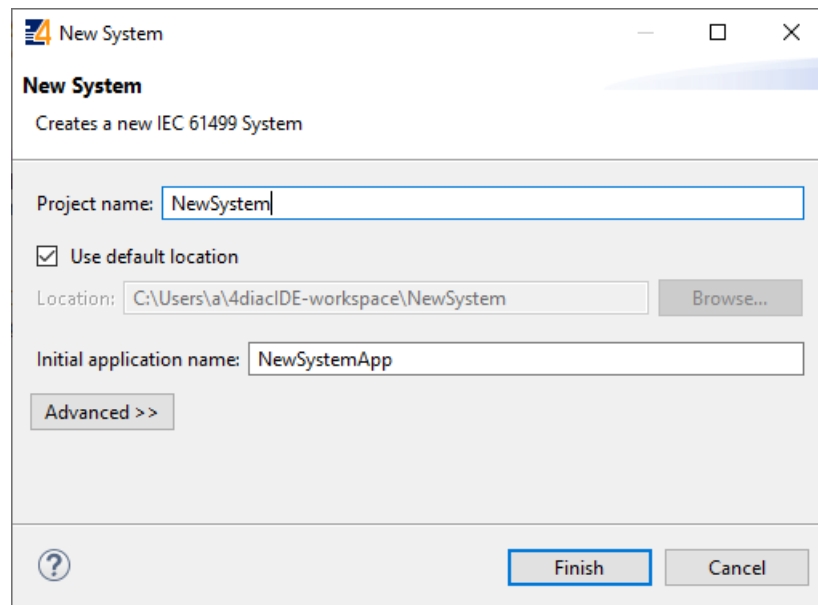 New System
New System
Creates a new IEC 61499 System
Project name: NewSystem
Use default location
Location: C:\Users\a\4diacIDE-workspace\NewSystem Browse...
Initial application name: NewSystemApp
Advanced >>
Finish Cancel